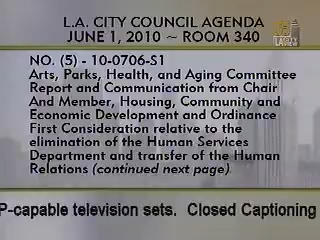 L.A. CITY COUNCIL AGENDA
JUNE 1, 2010 ~ ROOM 340
NO. (5) - 10-0706-S1
Arts, Parks, Health, and Aging Committee
Report and Communication from Chair
And Member, Housing, Community and
Economic Development and Ordinance
First Consideration relative to the
elimination of the Human Services
Department and transfer of the Human
Relations (continued next page).
P-capable television sets.  Closed Captioning